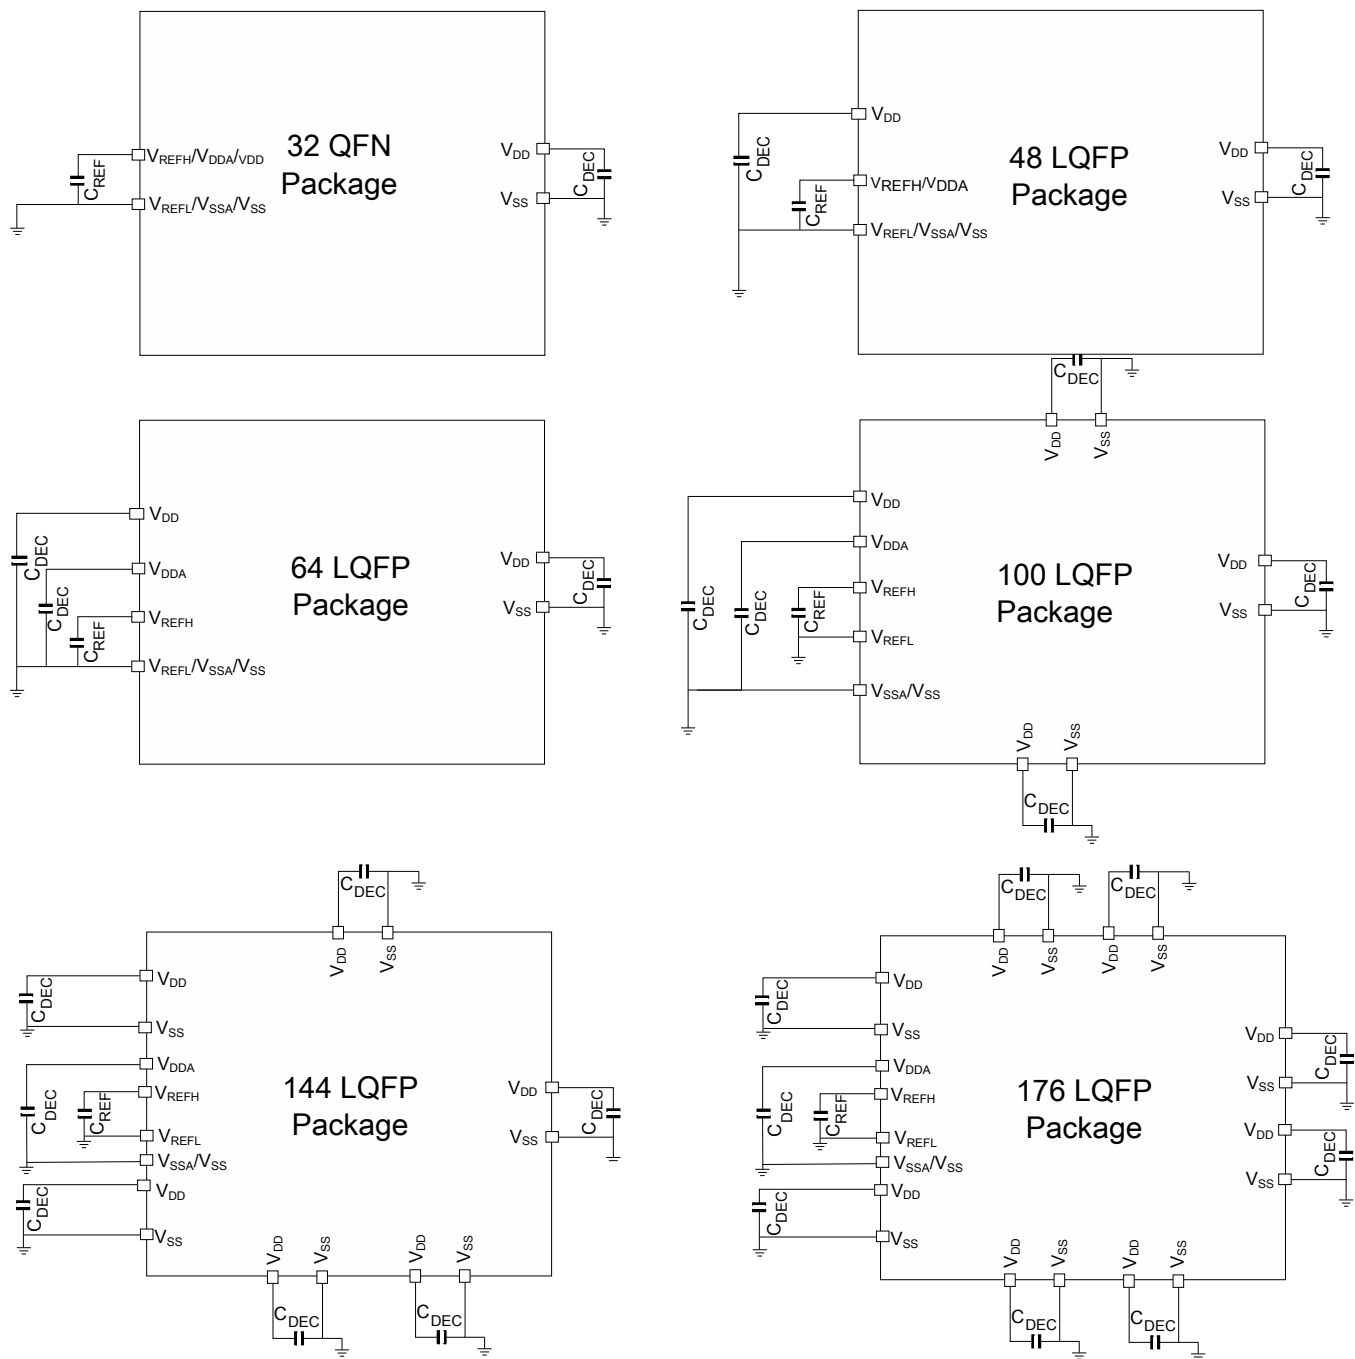 32 QFN
Package
VREFH/VDDA/VDD
CREF
VREFL/VSSA/VSS
VDD
CDEC
VSS
48 LQFP
Package
VDD
CDEC
VREFH/VDDA
CREF
VREFL/VSSA/VSS
VDD
CDEC
VSS
64 LQFP
Package
VDD
CDEC
VDDA
CDEC
VREFH
CREF
VREFL/VSSA/VSS
VDD
CDEC
VSS
100 LQFP
Package
CDEC
VDD
VSS
VDD
CDEC
VDDA
CDEC
VREFH
CREF
VREFL
VSSA/VSS
VDD
CDEC
VSS
VDD
VSS
CDEC
144 LQFP
Package
CDEC
VDD
VSS
VDD
CDEC
VSS
VDDA
CDEC
VREFH
CREF
VREFL
VSSA/VSS
VDD
CDEC
VSS
VDD
CDEC
VSS
VDD
VSS
CDEC
VDD
VSS
CDEC
176 LQFP
Package
CDEC
VDD
VSS
CDEC
VDD
VSS
VDD
CDEC
VSS
VDDA
CDEC
VREFH
CREF
VREFL
VSSA/VSS
VDD
CDEC
VSS
VDD
CDEC
VSS
VDD
CDEC
VSS
VDD
VSS
CDEC
VDD
VSS
CDEC